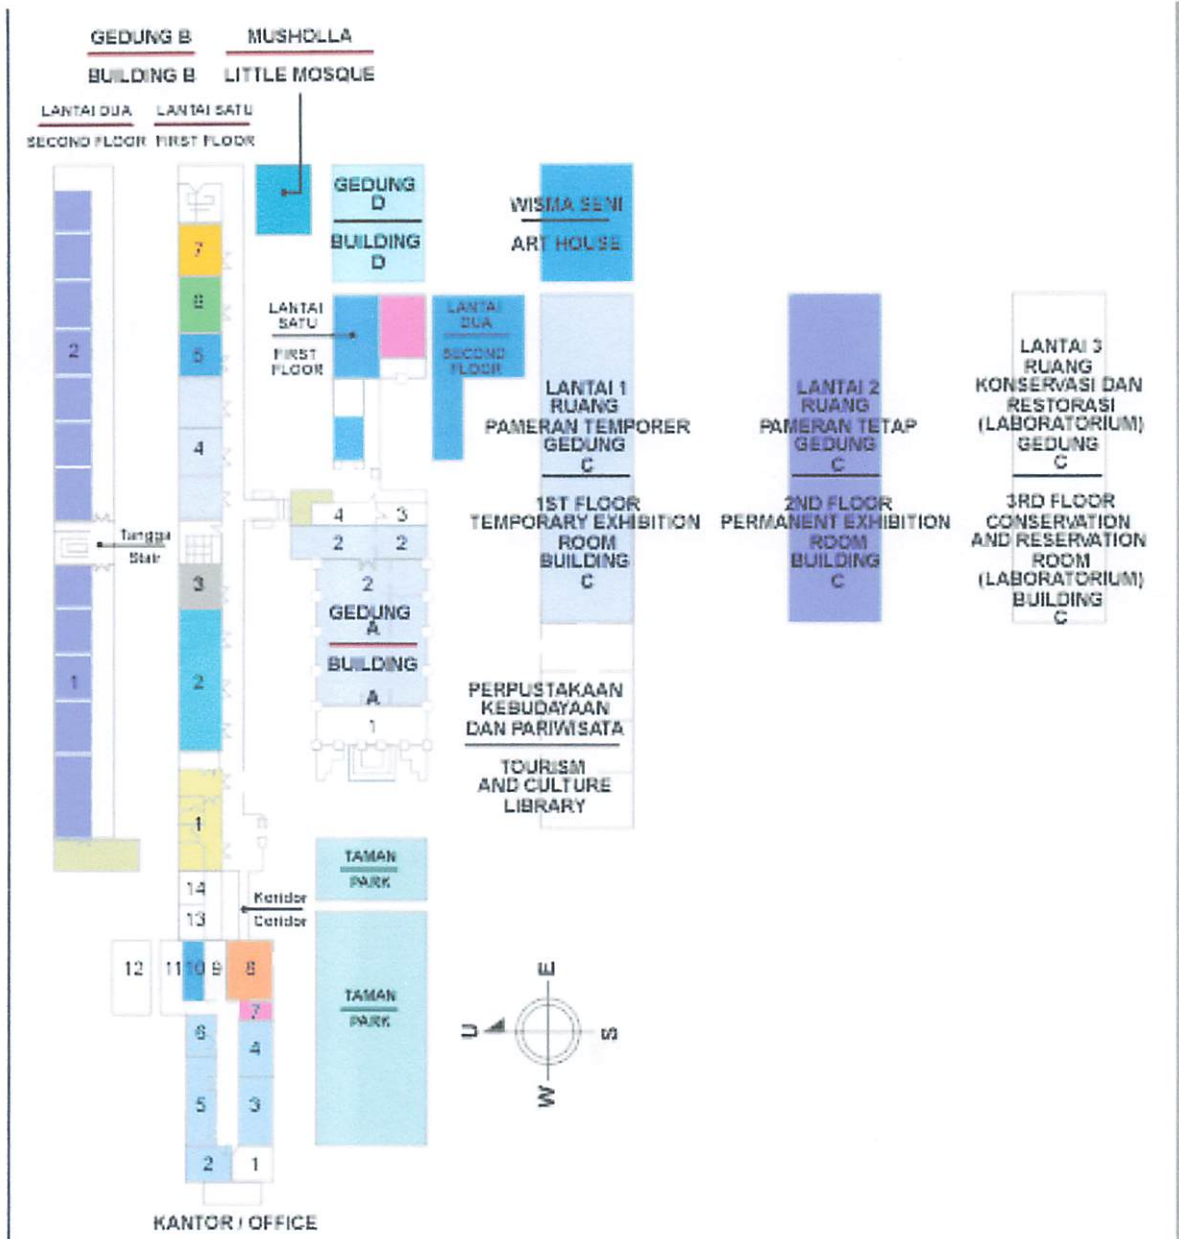 GEDUNG B
BUILDING B
MUSHOLLA
LITTLE MOSQUE
LANTAI DUA
SECOND FLOOR
LANTAI SATU
FIRST FLOOR
GEDUNG
D
BUILDING
D
WISMA SENI
ART HOUSE
7
8
5
4
3
2
1
2
1
LANTAI
SATU
FIRST
FLOOR
LANTAI
DUA
SECOND
FLOOR
LANTAI 1
RUANG
PAMERAN TEMPORER
GEDUNG
C
1ST FLOOR
TEMPORARY EXHIBITION
ROOM
BUILDING
C
LANTAI 2
RUANG
PAMERAN TETAP
GEDUNG
C
2ND FLOOR
PERMANENT EXHIBITION
ROOM
BUILDING
C
LANTAI 3
RUANG
KONSERVASI DAN
RESTORASI
(LABORATORIUM)
GEDUNG
C
3RD FLOOR
CONSERVATION
AND RESERVATION
ROOM
(LABORATORIUM)
BUILDING
C
Tangga
Stair
4 3
2 2
2
GEDUNG
A
BUILDING
A
1
PERPUSTAKAAN
KEBUDAYAAN
DAN PARIWISATA
TOURISM
AND CULTURE
LIBRARY
TAMAN
PARK
14
13
Koridor
Coridor
12 11 10 9 8
7
6 4
5 3
2 1
TAMAN
PARK
E
U S
W
KANTOR / OFFICE